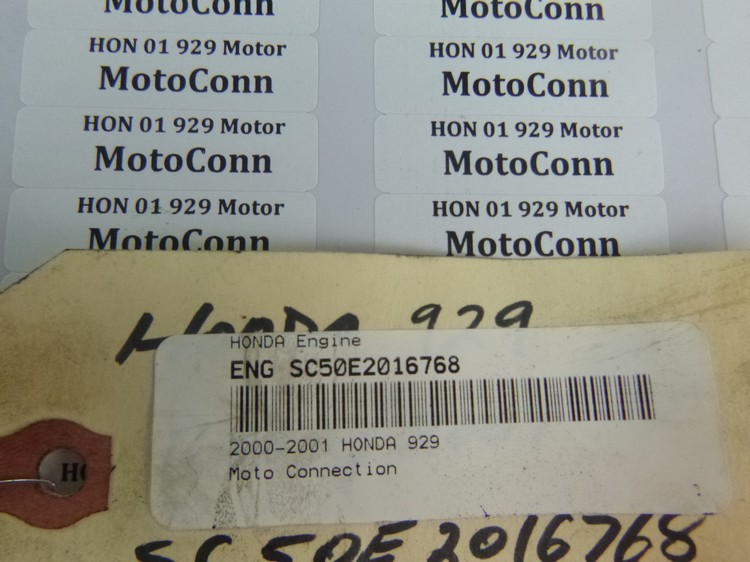 MotoConn
MotoConn
HON 01 929 Motor
MotoConn
HON 01 929 Motor
MotoConn
HON 01 929 Motor
MotoConn
HON 01 929 Motor
MotoConn
HON 01 929 Motor
MotoConn
HON 01 929 Motor
MotoConn
HONDA 929
HONDA Engine
ENG SC50E2016768
2000-2001 HONDA 929
Moto Connection
SC50E2016768